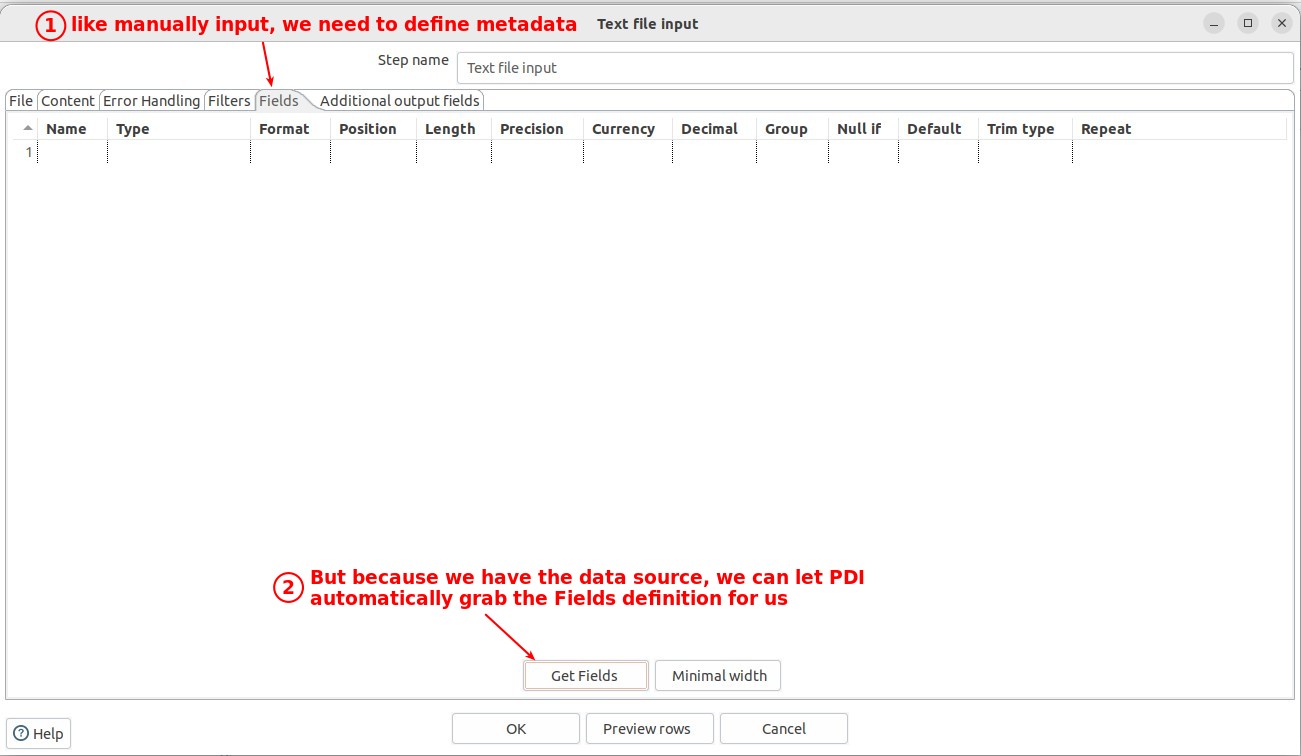 1 like manually input, we need to define metadata Text file input
Step name Text file input
File Content Error Handling Filters Fields Additional output fields
Name Type Format Position Length Precision Currency Decimal Group Null if Default Trim type Repeat
1
2 But because we have the data source, we can let PDI
automatically grab the Fields definition for us
Get Fields Minimal width
Help OK Preview rows Cancel